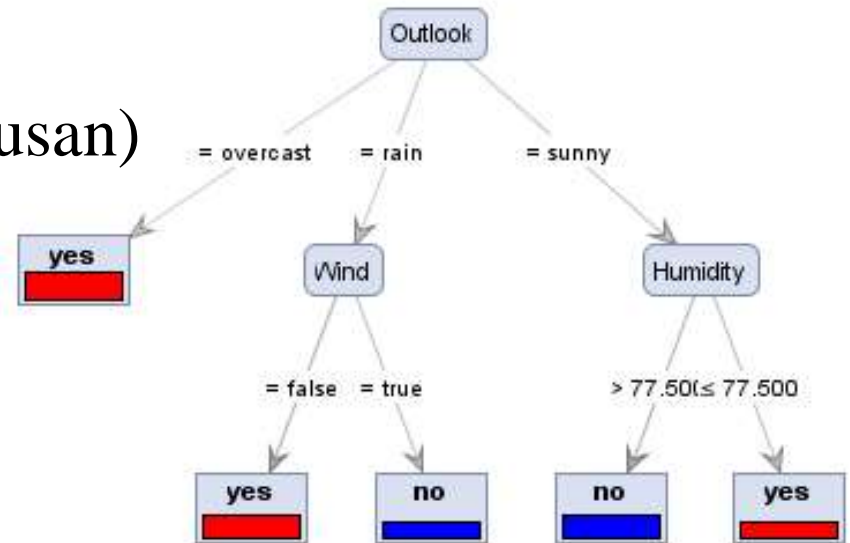 Outlook
usan)
= overcast = rain = sunny
yes
Wind Humidity
= false = true > 77.50(≤ 77.500
yes no no yes